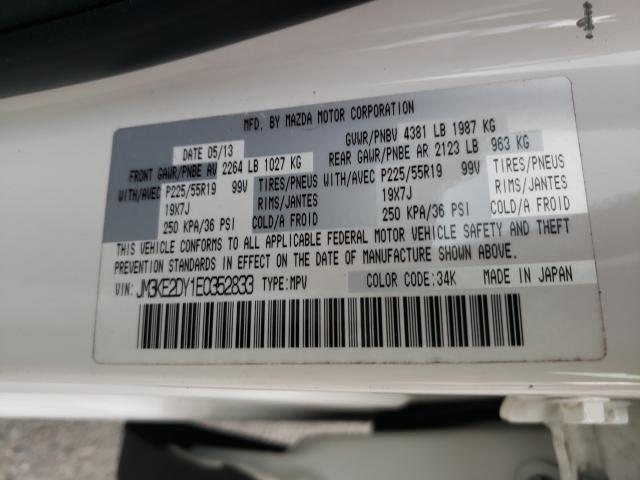 MFD. BY MAZDA MOTOR CORPORATION
DATE 05/13 GVWR/PNBV 4381 LB 1987 KG
FRONT GAWR/PNBE AV 2264 LB 1027 KG REAR GAWR/PNBE AR 2123 LB 963 KG
WITH/AVEC P225/55R19 99V TIRES/PNEUS WITH/AVEC P225/55R19 99V TIRES/PNEUS
19X7J RIMS/JANTES 19X7J RIMS/JANTES
250 KPA/36 PSI COLD/A FROID 250 KPA/36 PSI COLD/A FROID
THIS VEHICLE CONFORMS TO ALL APPLICABLE FEDERAL MOTOR VEHICLE SAFETY AND THEFT
PREVENTION STANDARDS IN EFFECT ON THE DATE OF MANUFACTURE SHOWN ABOVE.
VIN: JM3KE2DY1E0352833 TYPE:MPV COLOR CODE:34K MADE IN JAPAN